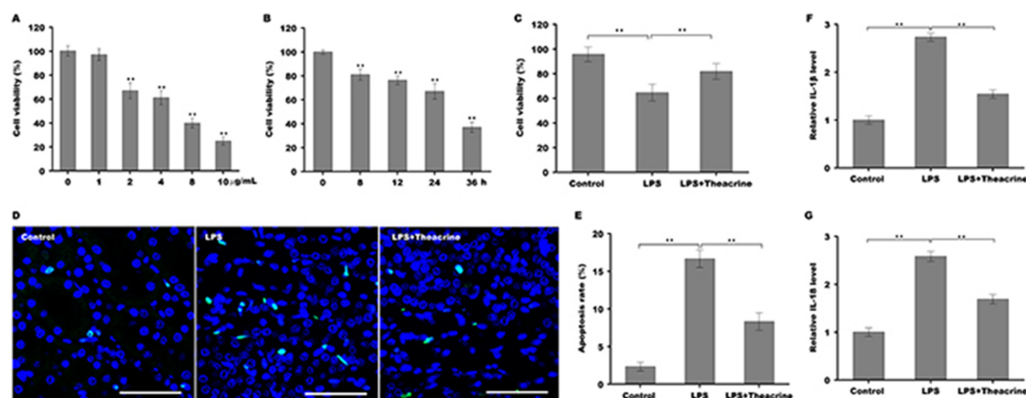 A
Cell viability (%)
120
100
80
60
40
20
0
** ** ** **
0 1 2 4 8 10 μg/mL
B
Cell viability (%)
120
100
80
60
40
20
0
** ** ** **
0 8 12 24 36 h
C
Cell viability (%)
120
100
80
60
40
20
0
** **
Control LPS LPS+Theacrine
F
Relative IL-1β level
3
2
1
0
** **
Control LPS LPS+Theacrine
D
Control LPS LPS+Theacrine
E
Apoptosis rate (%)
20
15
10
5
0
** **
Control LPS LPS+Theacrine
G
Relative IL-18 level
3
2
1
0
** **
Control LPS LPS+Theacrine